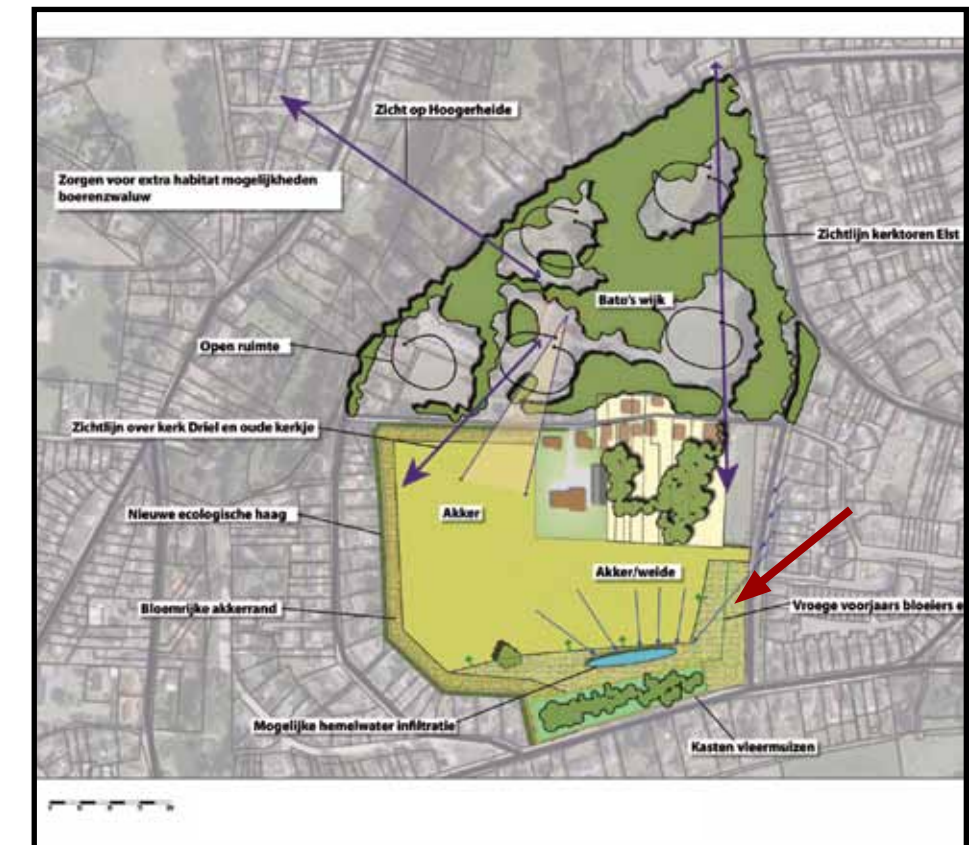 Zicht op Hoogerheide
Zorgen voor extra habitat mogelijkheden
boerenzwaluw
Zichtlijn kerktoren Elst
Bato's wijk
Open ruimte
Zichtlijn over kerk Driel en oude kerkje
Akker
Nieuwe ecologische haag
Akker/weide
Bloemrijke akkerrand
Vroege voorjaars bloeiers e
Mogelijke hemelwater infiltratie
Kasten vleermuizen